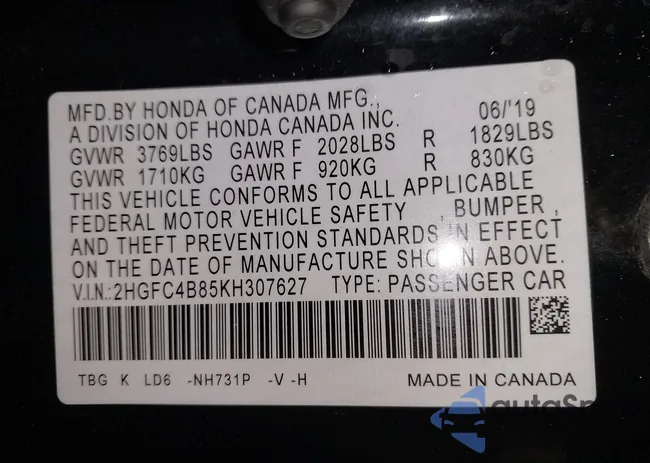 MFD.BY HONDA OF CANADA MFG., 06/'19
A DIVISION OF HONDA CANADA INC.
GVWR 3769LBS GAWR F 2028LBS R 1829LBS
GVWR 1710KG GAWR F 920KG R 830KG
THIS VEHICLE CONFORMS TO ALL APPLICABLE
FEDERAL MOTOR VEHICLE SAFETY , BUMPER ,
AND THEFT PREVENTION STANDARDS IN EFFECT
ON THE DATE OF MANUFACTURE SHOWN ABOVE.
V.I.N.:2HGFC4B85KH307627 TYPE: PASSENGER CAR
TBG K LD6 -NH731P -V -H MADE IN CANADA